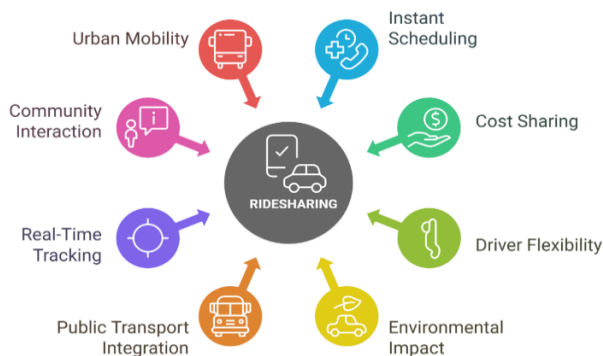 Urban Mobility
Instant
Scheduling
Community
Interaction
Cost Sharing
RIDESHARING
Real-Time
Tracking
Driver Flexibility
Public Transport
Integration
Environmental
Impact